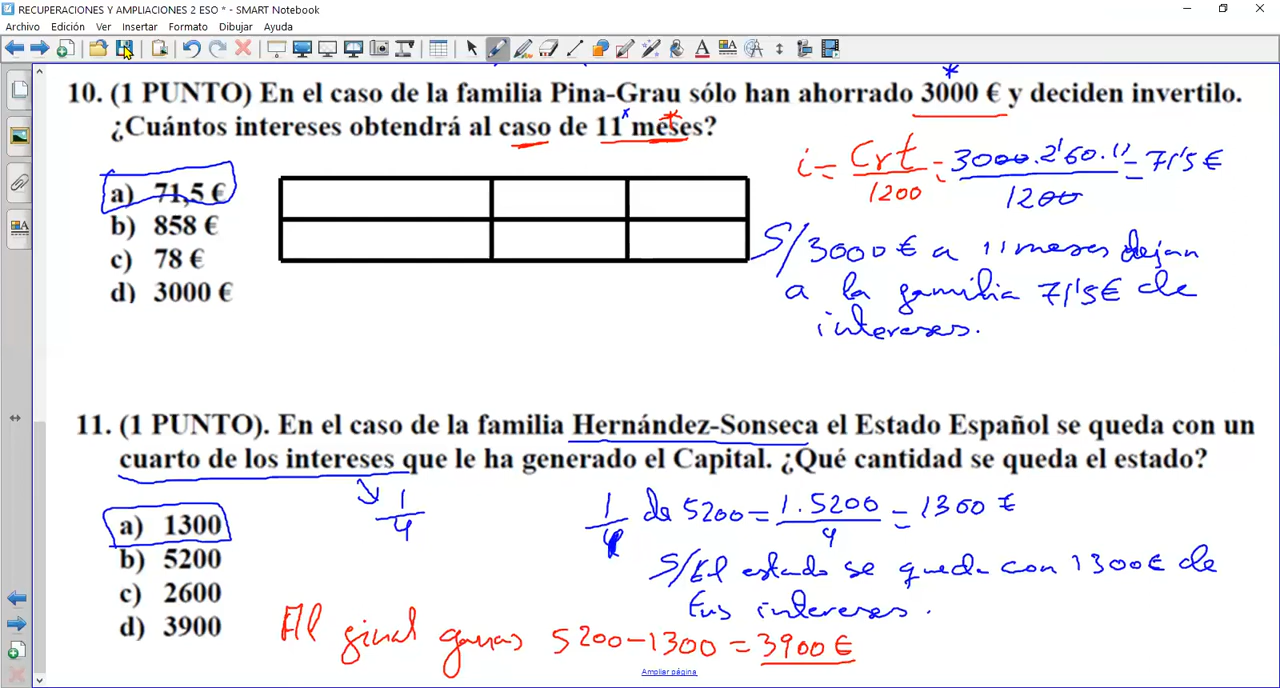 RECUPERACIONES Y AMPLIACIONES 2 ESO * - SMART Notebook
Archivo Edición Ver Insertar Formato Dibujar Ayuda
10. (1 PUNTO) En el caso de la familia Pina-Grau sólo han ahorrado 3000 € y deciden invertilo.
¿Cuántos intereses obtendrá al caso de 11 meses?
i = Crt/1200 = 3000.2'60.11/1200 = 71'5 €
a) 71,5 €
b) 858 €
c) 78 €
d) 3000 €
S/3000 € a 11 meses dejan
a la familia 71'5 € de
intereses.
11. (1 PUNTO). En el caso de la familia Hernández-Sonseca el Estado Español se queda con un
cuarto de los intereses que le ha generado el Capital. ¿Qué cantidad se queda el estado?
1/4
1/4 de 5200 = 1.5200/4 = 1300 €
a) 1300
b) 5200
c) 2600
d) 3900
S/El estado se queda con 1300 € de
tus intereses.
Al final ganas 5200 - 1300 = 3900 €
Ampliar página